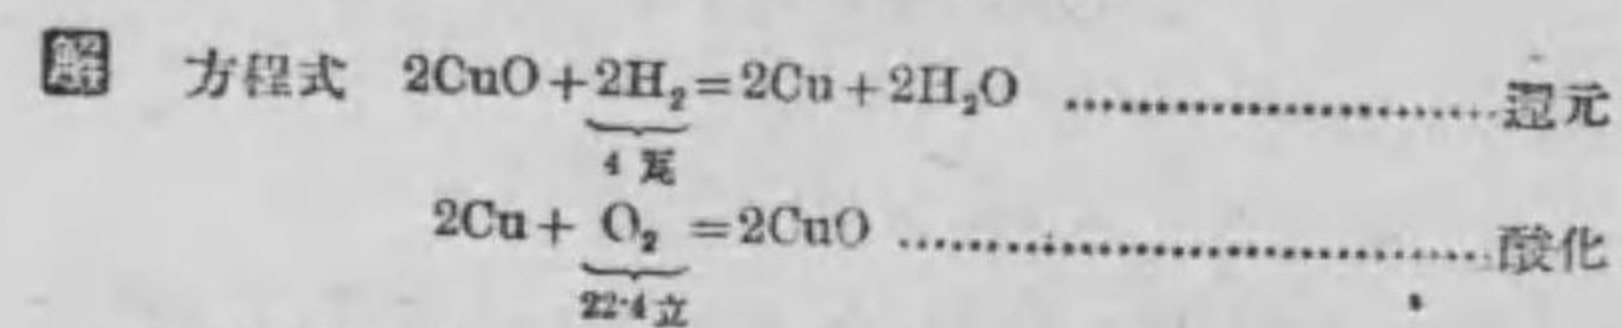 解 方程式 2CuO+2H₂=2Cu+2H₂O ……………………還元
4 瓦
2Cu+ O₂ =2CuO ………………………………酸化
22·4立